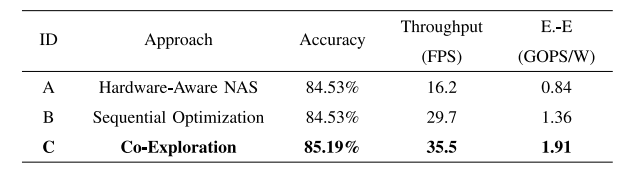 ID Approach Accuracy Throughput (FPS) E.-E (GOPS/W)
A Hardware-Aware NAS 84.53% 16.2 0.84
B Sequential Optimization 84.53% 29.7 1.36
C Co-Exploration 85.19% 35.5 1.91